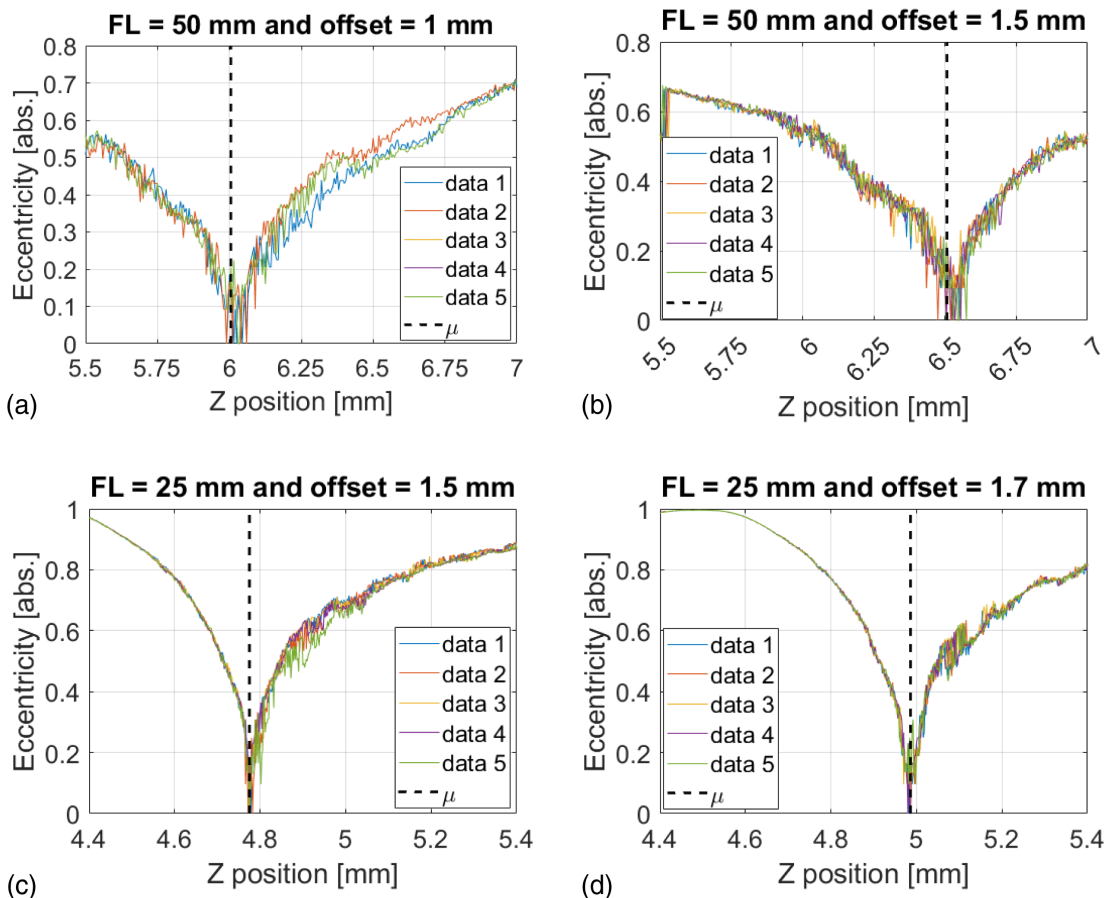 FL = 50 mm and offset = 1 mm
0.8
0.7
0.6
0.5
0.4
0.3
0.2
0.1
0
Eccentricity [abs.]
data 1
data 2
data 3
data 4
data 5
μ
5.5 5.75 6 6.25 6.5 6.75 7
Z position [mm]
(a)
FL = 50 mm and offset = 1.5 mm
0.8
0.6
0.4
0.2
0
Eccentricity [abs.]
data 1
data 2
data 3
data 4
data 5
μ
5.5 5.75 6 6.25 6.5 6.75 7
Z position [mm]
(b)
FL = 25 mm and offset = 1.5 mm
1
0.8
0.6
0.4
0.2
0
Eccentricity [abs.]
data 1
data 2
data 3
data 4
data 5
μ
4.4 4.6 4.8 5 5.2 5.4
Z position [mm]
(c)
FL = 25 mm and offset = 1.7 mm
1
0.8
0.6
0.4
0.2
0
Eccentricity [abs.]
data 1
data 2
data 3
data 4
data 5
μ
4.4 4.6 4.8 5 5.2 5.4
Z position [mm]
(d)